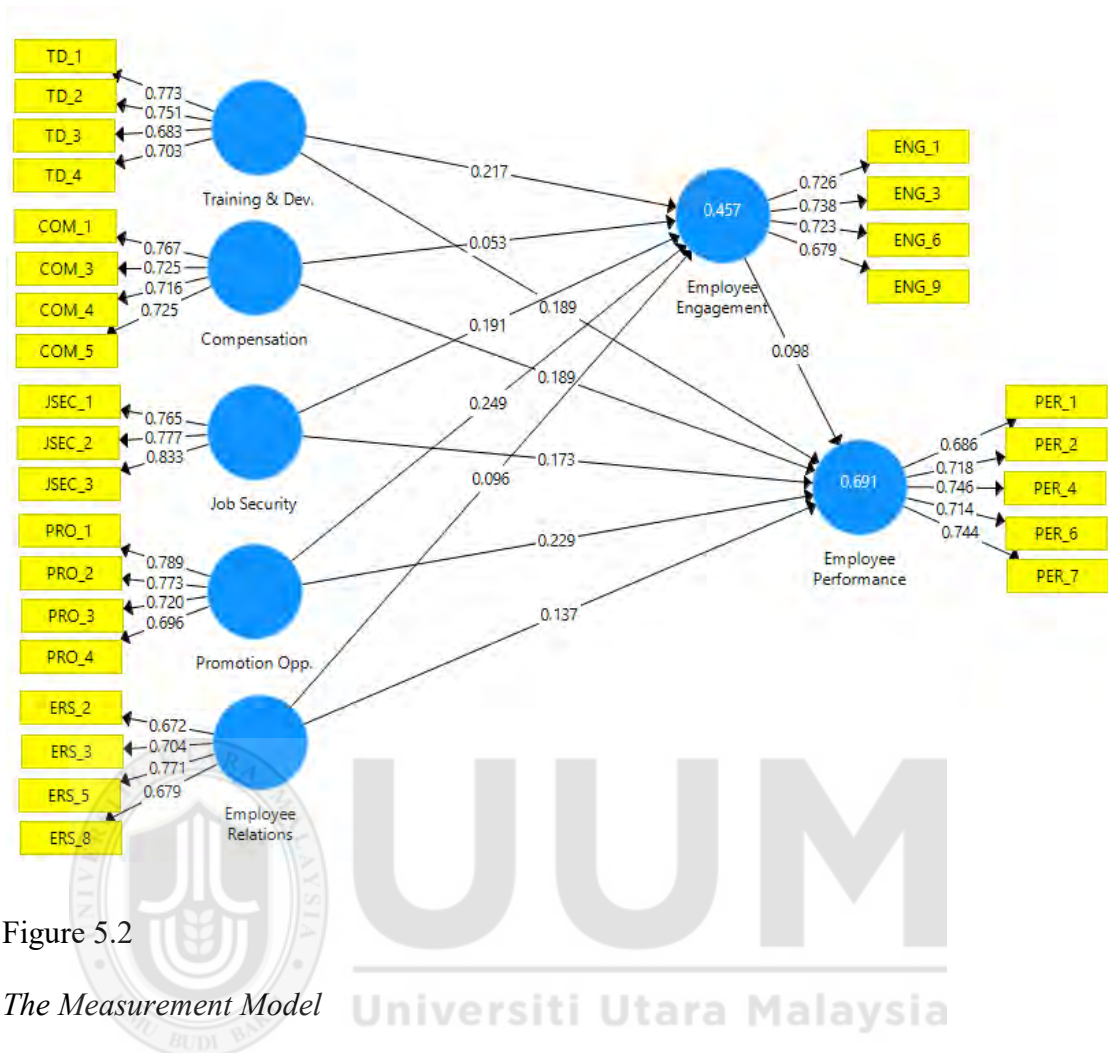 TD_1
TD_2
TD_3
TD_4
0.773
0.751
0.683
0.703
Training & Dev.
COM_1
COM_3
COM_4
COM_5
0.767
0.725
0.716
0.725
Compensation
JSEC_1
JSEC_2
JSEC_3
0.765
0.777
0.833
Job Security
PRO_1
PRO_2
PRO_3
PRO_4
0.789
0.773
0.720
0.696
Promotion Opp.
ERS_2
ERS_3
ERS_5
ERS_8
0.672
0.704
0.771
0.679
Employee
Relations
0.217
0.053
0.191
0.249
0.096
0.189
0.189
0.173
0.229
0.137
0.457
Employee
Engagement
0.726
0.738
0.723
0.679
ENG_1
ENG_3
ENG_6
ENG_9
0.098
0.691
Employee
Performance
0.686
0.718
0.746
0.714
0.744
PER_1
PER_2
PER_4
PER_6
PER_7
UUM
Universiti Utara Malaysia
Figure 5.2
The Measurement Model